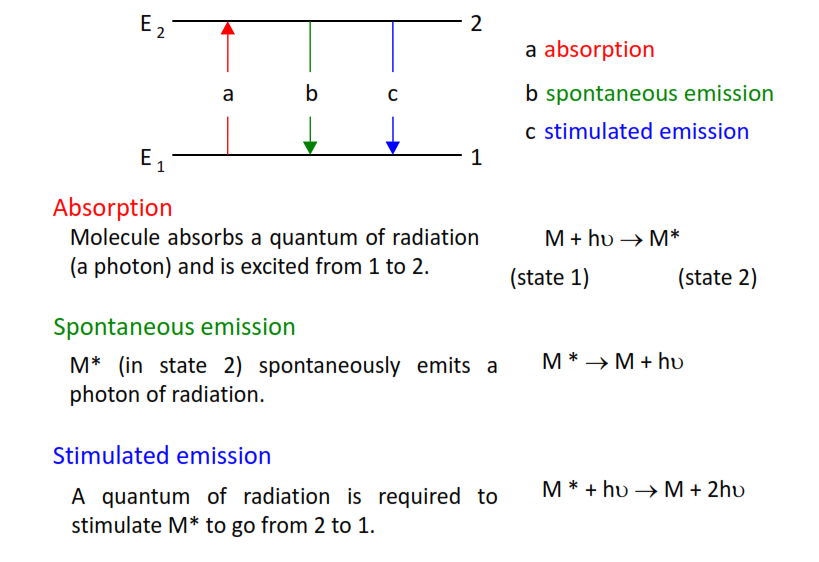 E 2 2
a absorption
a b c
b spontaneous emission
c stimulated emission
E 1 1
Absorption
Molecule absorbs a quantum of radiation
(a photon) and is excited from 1 to 2.
M + hυ → M*
(state 1) (state 2)
Spontaneous emission
M* (in state 2) spontaneously emits a
photon of radiation.
M * → M + hυ
Stimulated emission
A quantum of radiation is required to
stimulate M* to go from 2 to 1.
M * + hυ → M + 2hυ